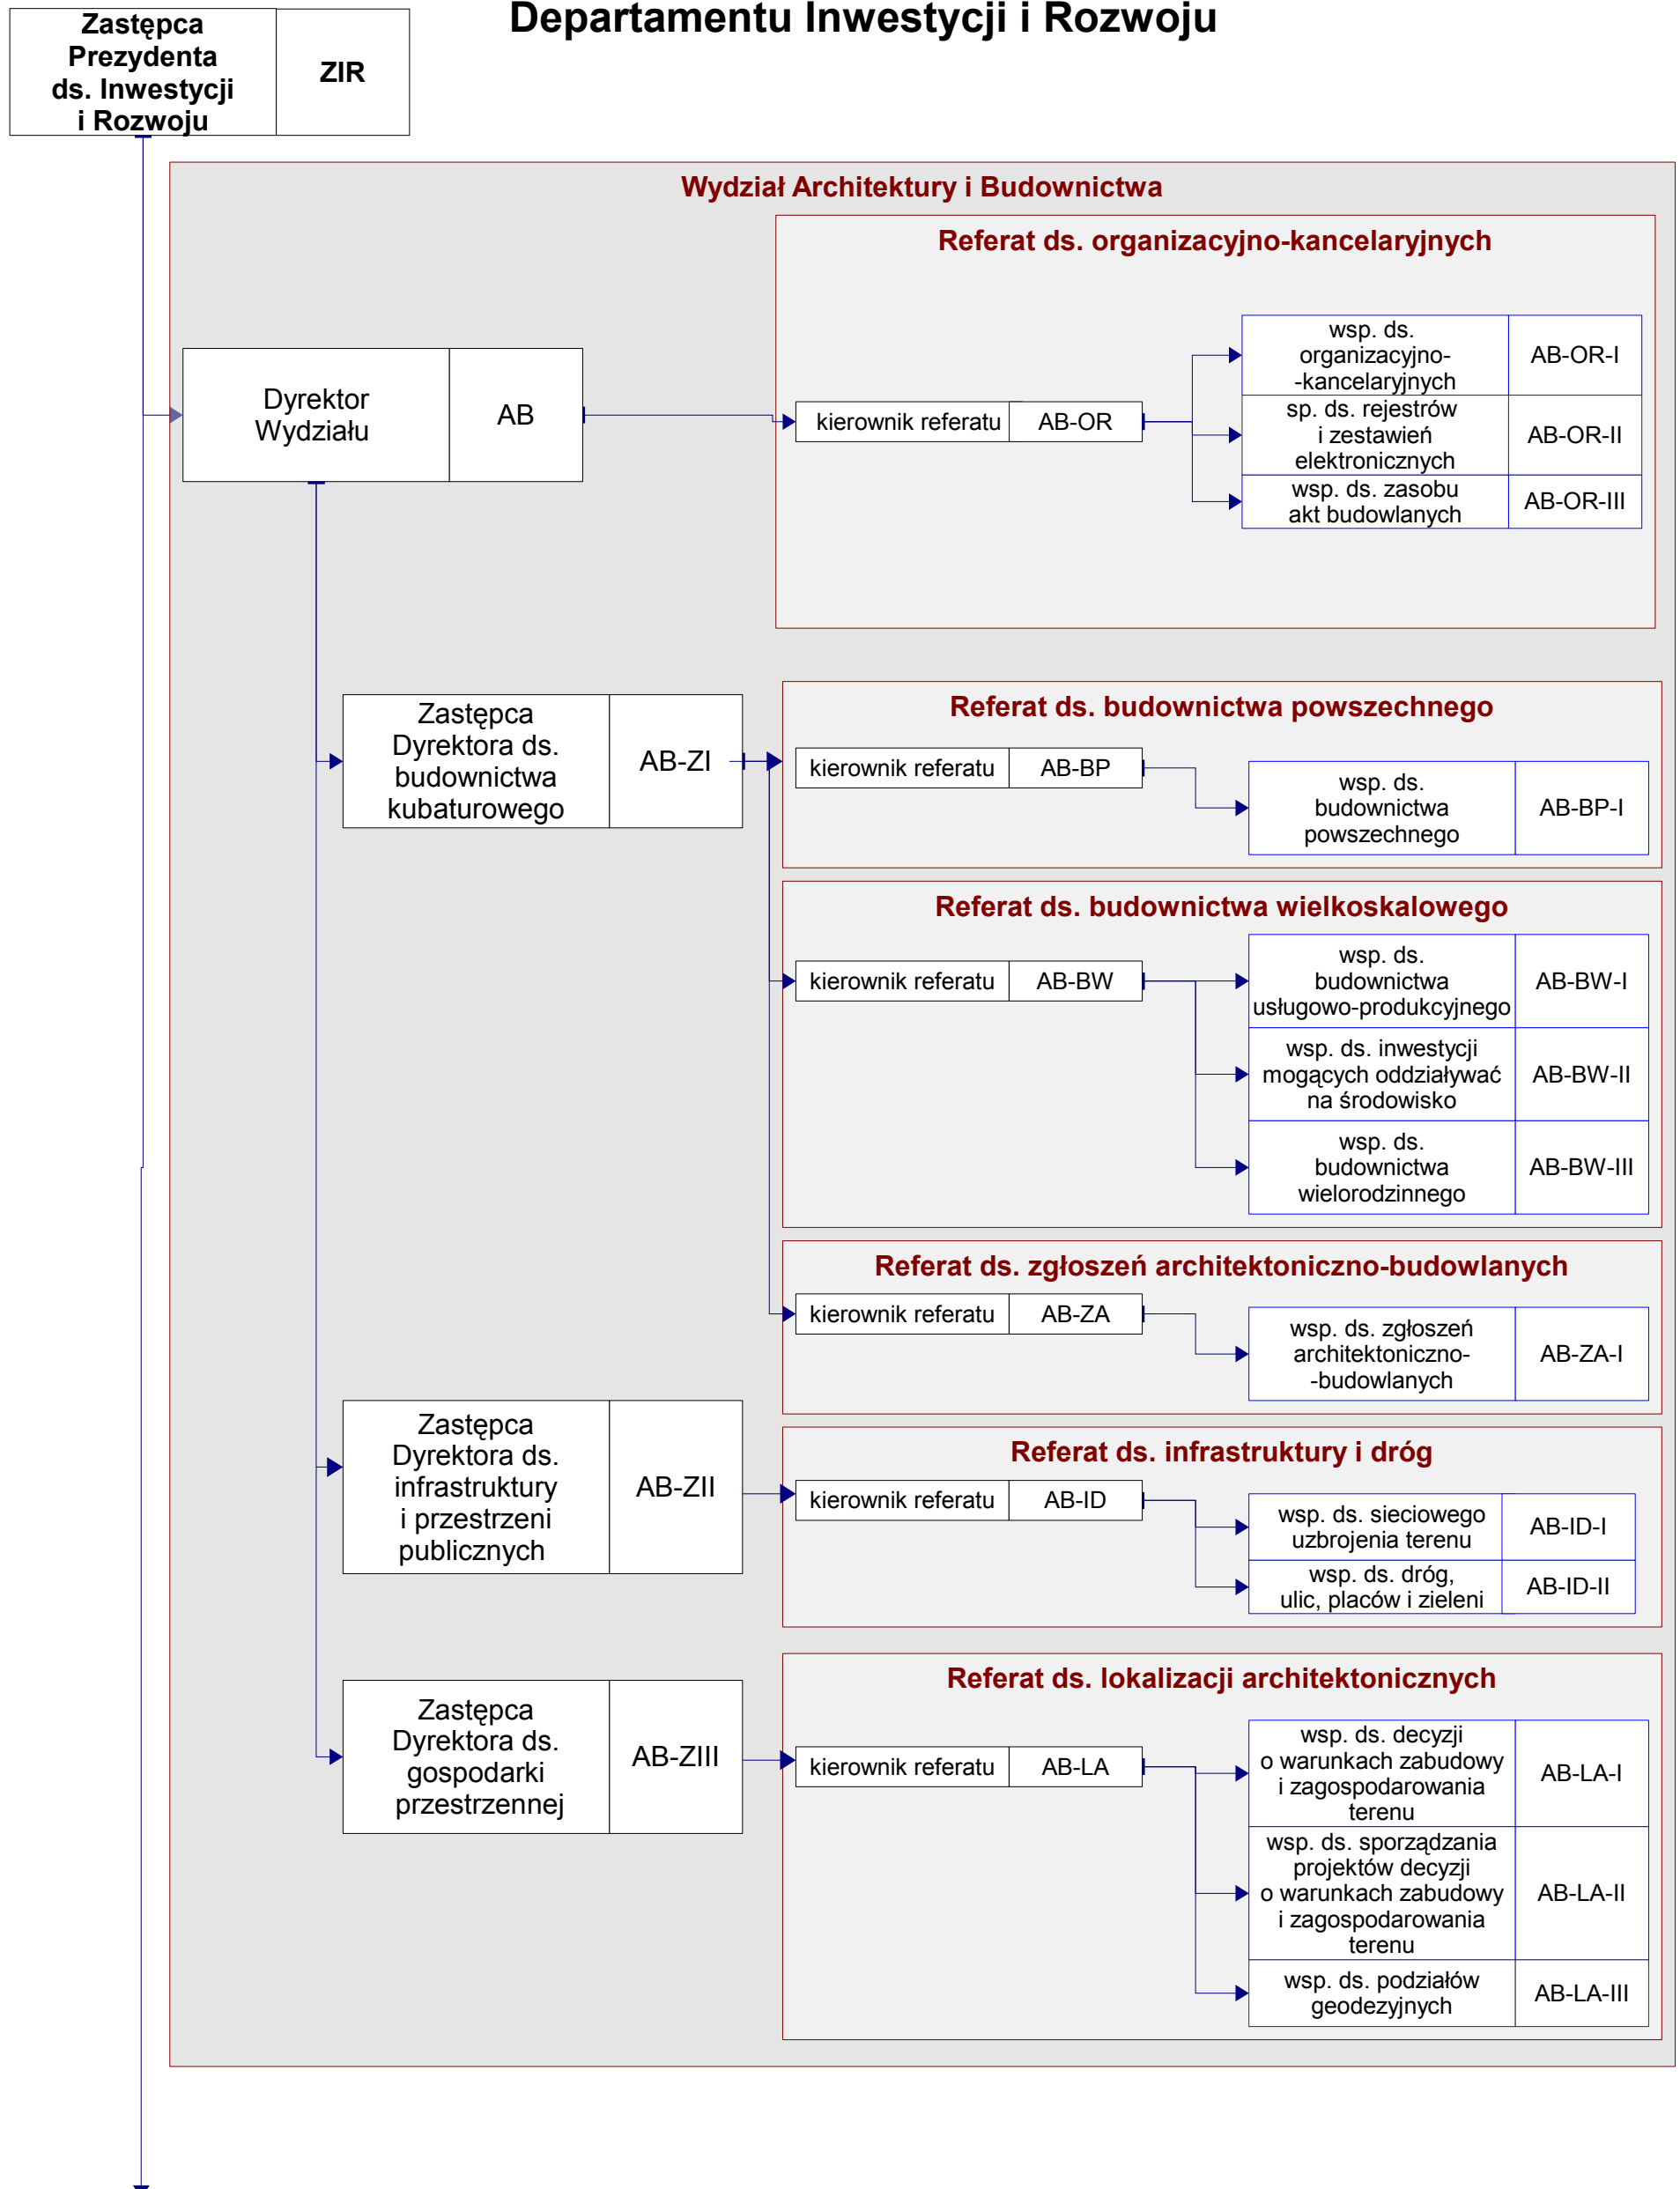 Departamentu Inwestycji i Rozwoju
Zastępca
Prezydenta
ds. Inwestycji
i Rozwoju
ZIR
Wydział Architektury i Budownictwa
Referat ds. organizacyjno-kancelaryjnych
Dyrektor
Wydziału
AB
kierownik referatu
AB-OR
wsp. ds.
organizacyjno-
-kancelaryjnych
AB-OR-I
sp. ds. rejestrów
i zestawień
elektronicznych
AB-OR-II
wsp. ds. zasobu
akt budowlanych
AB-OR-III
Zastępca
Dyrektora ds.
budownictwa
kubaturowego
AB-ZI
Referat ds. budownictwa powszechnego
kierownik referatu
AB-BP
wsp. ds.
budownictwa
powszechnego
AB-BP-I
Referat ds. budownictwa wielkoskalowego
kierownik referatu
AB-BW
wsp. ds.
budownictwa
usługowo-produkcyjnego
AB-BW-I
wsp. ds. inwestycji
mogących oddziaływać
na środowisko
AB-BW-II
wsp. ds.
budownictwa
wielorodzinnego
AB-BW-III
Referat ds. zgłoszeń architektoniczno-budowlanych
kierownik referatu
AB-ZA
wsp. ds. zgłoszeń
architektoniczno-
-budowlanych
AB-ZA-I
Zastępca
Dyrektora ds.
infrastruktury
i przestrzeni
publicznych
AB-ZII
Referat ds. infrastruktury i dróg
kierownik referatu
AB-ID
wsp. ds. sieciowego
uzbrojenia terenu
AB-ID-I
wsp. ds. dróg,
ulic, placów i zieleni
AB-ID-II
Zastępca
Dyrektora ds.
gospodarki
przestrzennej
AB-ZIII
Referat ds. lokalizacji architektonicznych
kierownik referatu
AB-LA
wsp. ds. decyzji
o warunkach zabudowy
i zagospodarowania
terenu
AB-LA-I
wsp. ds. sporządzania
projektów decyzji
o warunkach zabudowy
i zagospodarowania
terenu
AB-LA-II
wsp. ds. podziałów
geodezyjnych
AB-LA-III